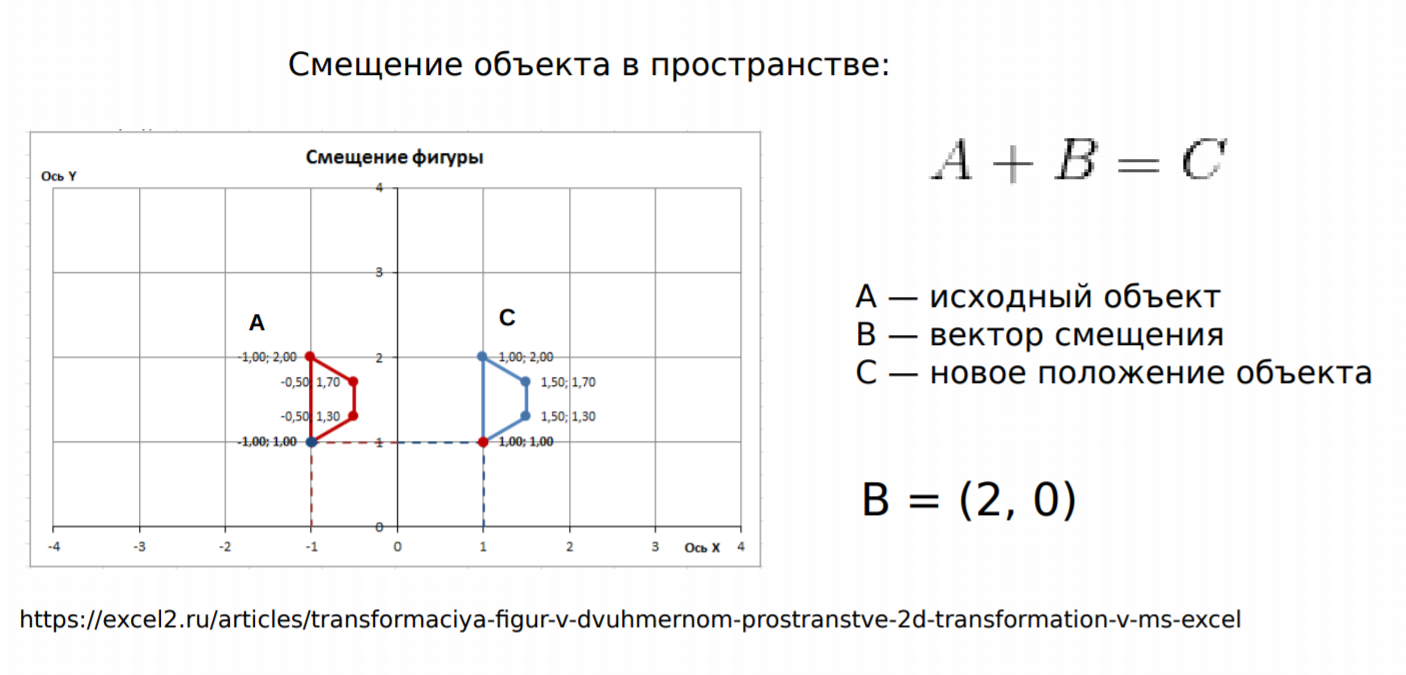 Смещение объекта в пространстве:
Смещение фигуры
Ось Y
4
3
A
C
-1,00; 2,00
2
1,00; 2,00
-0,50; 1,70
1,50; 1,70
-0,50; 1,30
1,50; 1,30
-1,00; 1,00
1
1,00; 1,00
0
-4 -3 -2 -1 0 1 2 3 Ось X 4
A + B = C
А — исходный объект
В — вектор смещения
С — новое положение объекта
B = (2, 0)
https://excel2.ru/articles/transformaciya-figur-v-dvuhmernom-prostranstve-2d-transformation-v-ms-excel